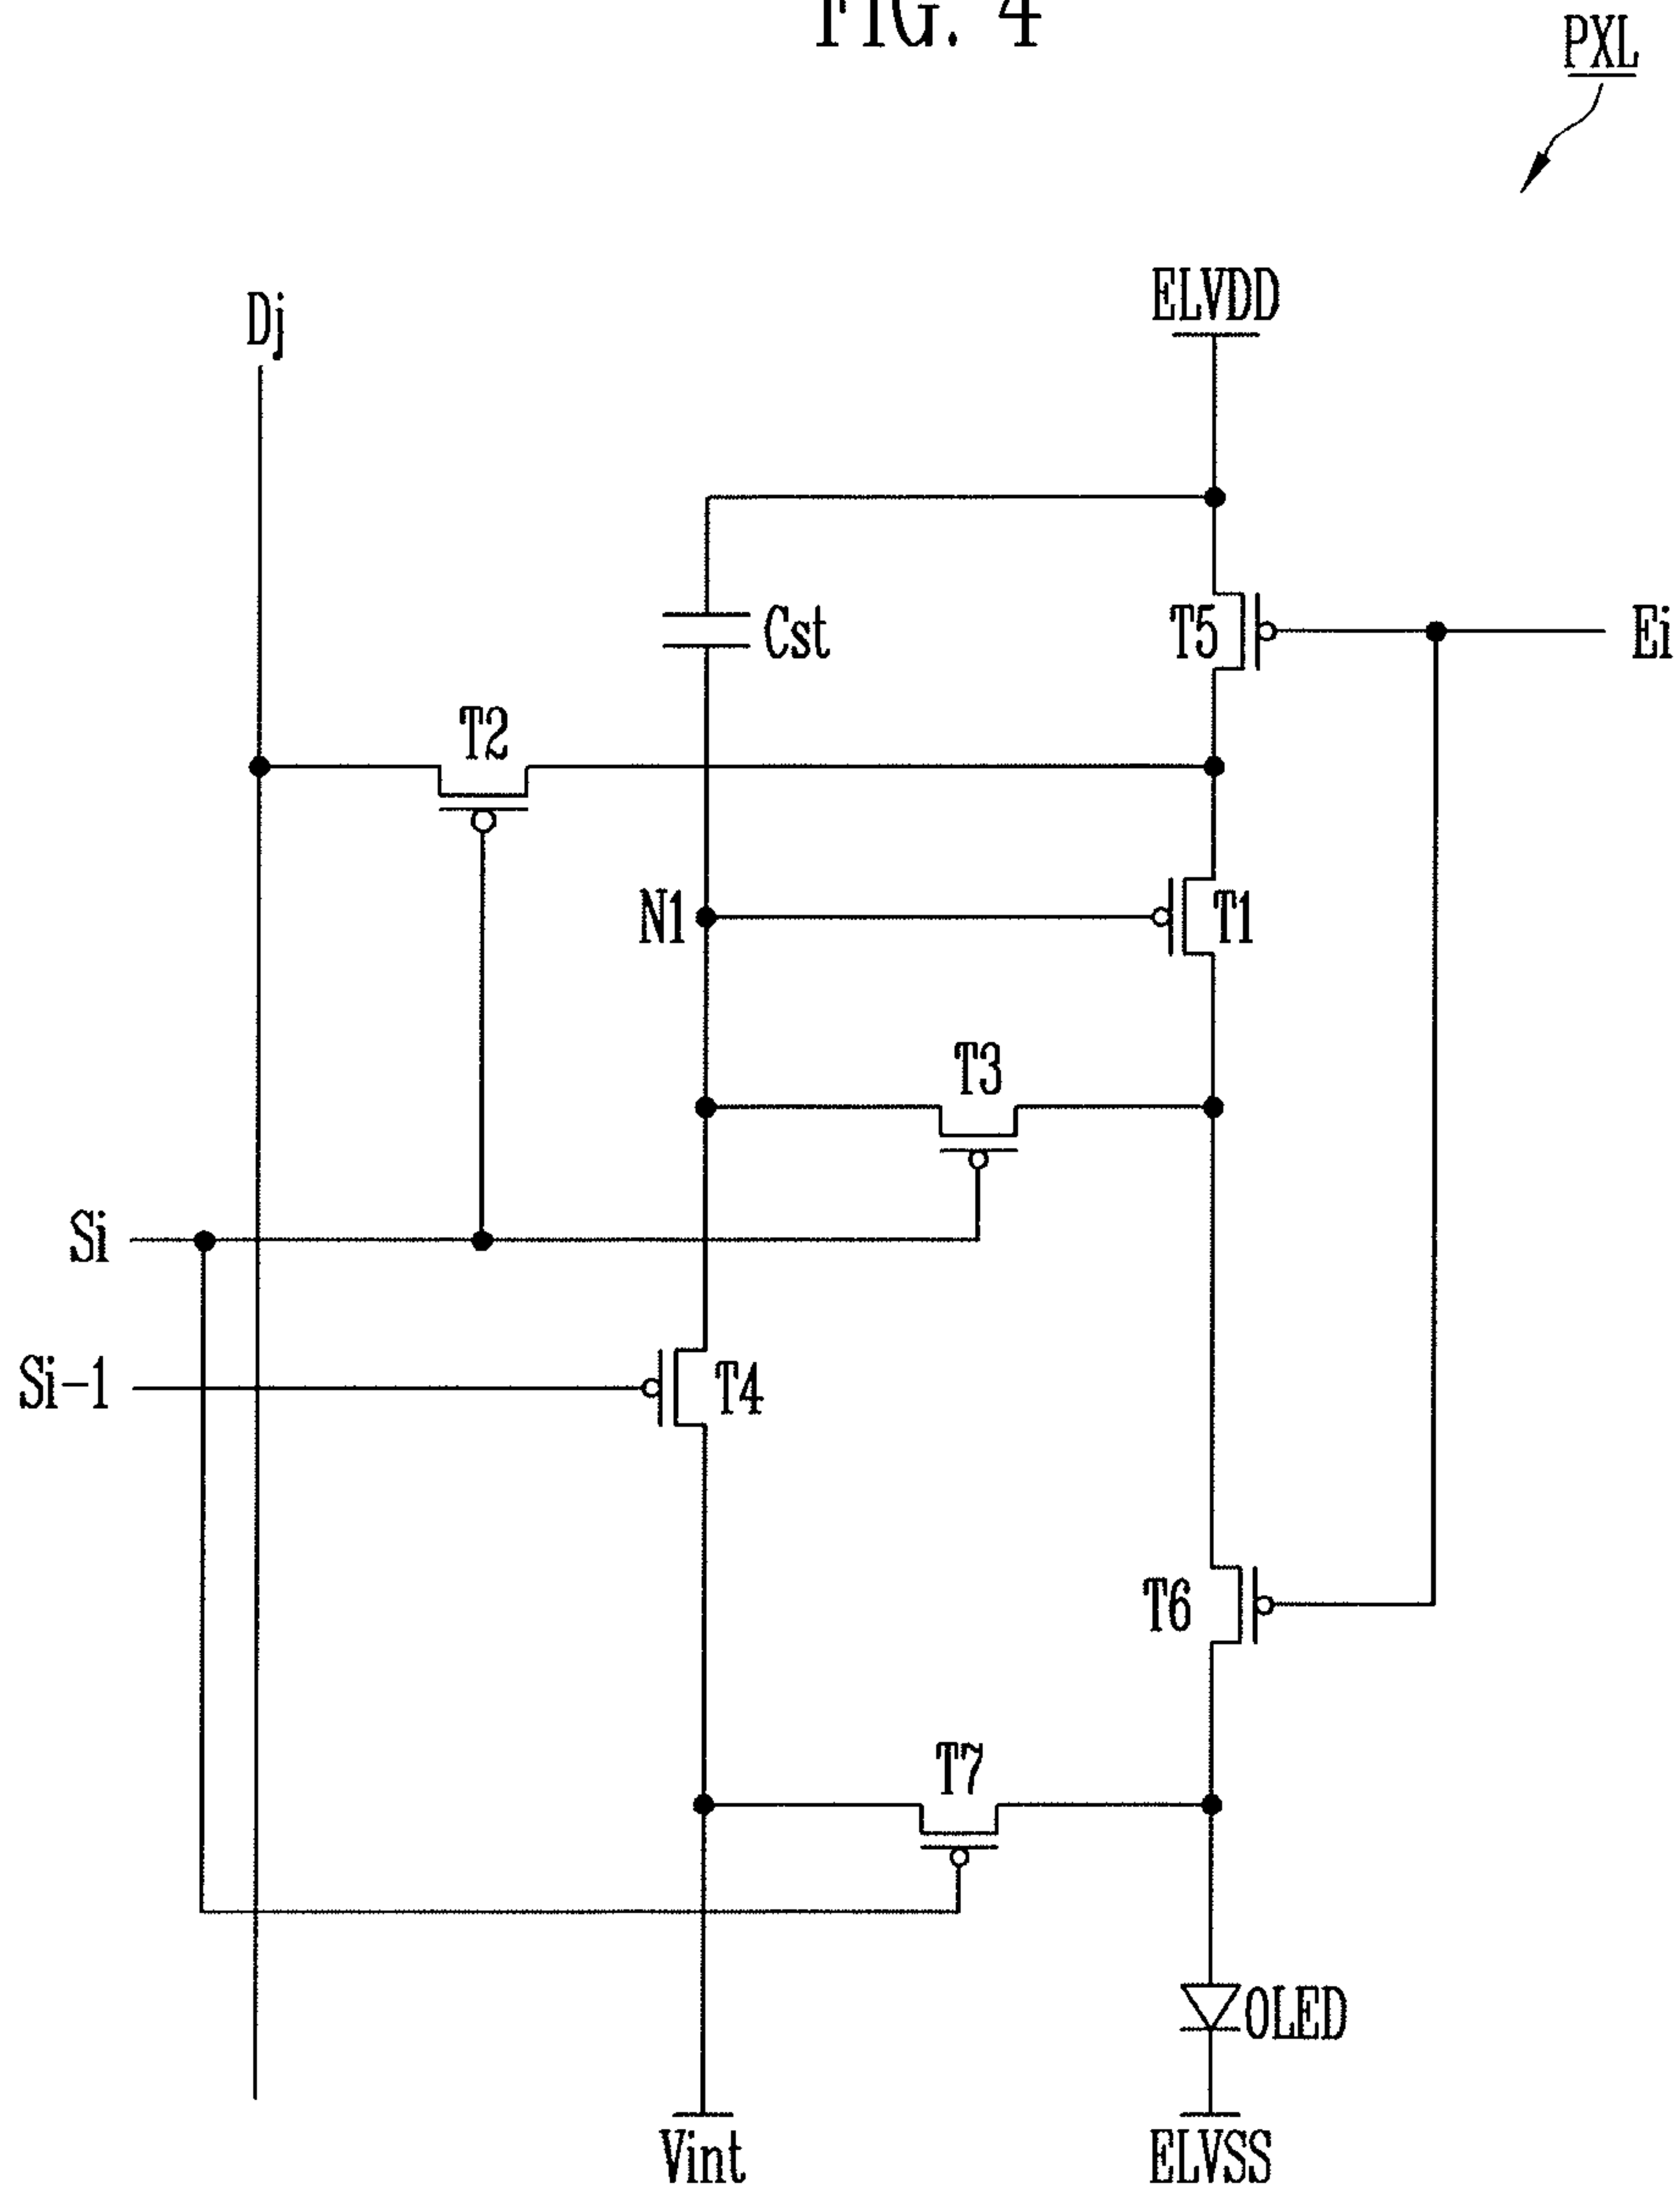 FIG. 4
PXL
ELVDD
Dj
Cst
T5
Ei
T2
N1
T1
T3
Si
Si-1
T4
T6
T7
OLED
Vint
ELVSS